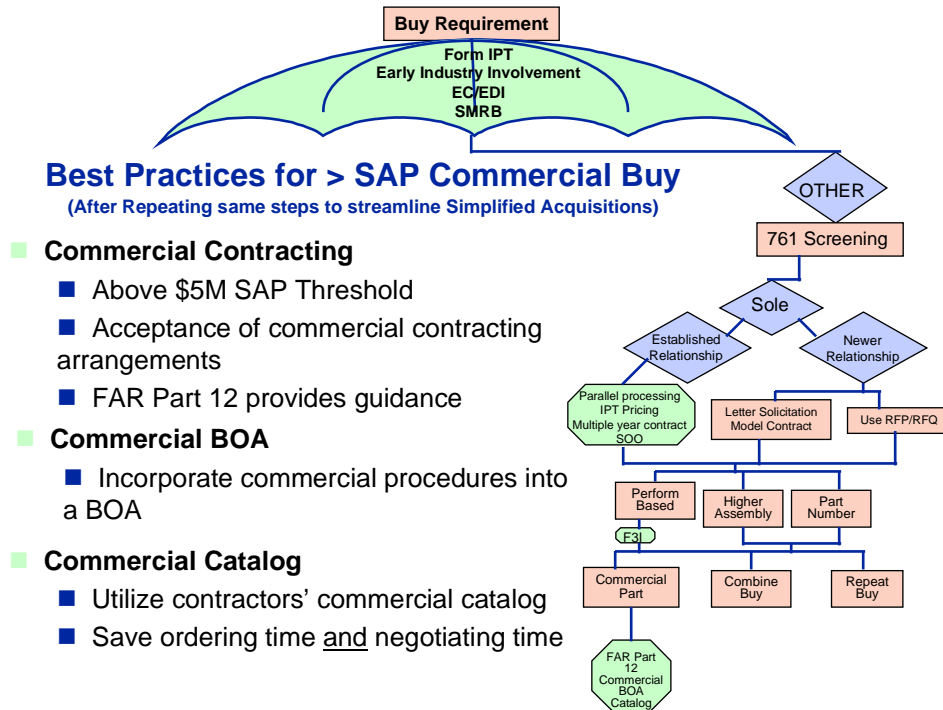 Buy Requirement
Form IPT
Early Industry Involvement
EC/EDI
SMRB
Best Practices for > SAP Commercial Buy
(After Repeating same steps to streamline Simplified Acquisitions)
Commercial Contracting
Above $5M SAP Threshold
Acceptance of commercial contracting
arrangements
FAR Part 12 provides guidance
Commercial BOA
Incorporate commercial procedures into
a BOA
Commercial Catalog
Utilize contractors’ commercial catalog
Save ordering time and negotiating time
OTHER
761 Screening
Sole
Established
Relationship
Newer
Relationship
Parallel processing
IPT Pricing
Multiple year contract
SOO
Letter Solicitation
Model Contract
Use RFP/RFQ
Perform
Based
Higher
Assembly
Part
Number
F3I
Commercial
Part
Combine
Buy
Repeat
Buy
FAR Part
12
Commercial
BOA
Catalog